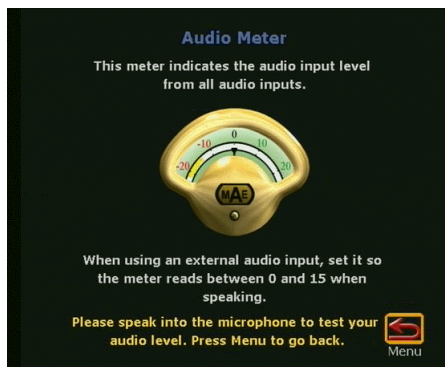 Audio Meter
This meter indicates the audio input level
from all audio inputs.
0
-10 10
-20 20
MAE
When using an external audio input, set it so
the meter reads between 0 and 15 when
speaking.
Please speak into the microphone to test your
audio level. Press Menu to go back.
Menu